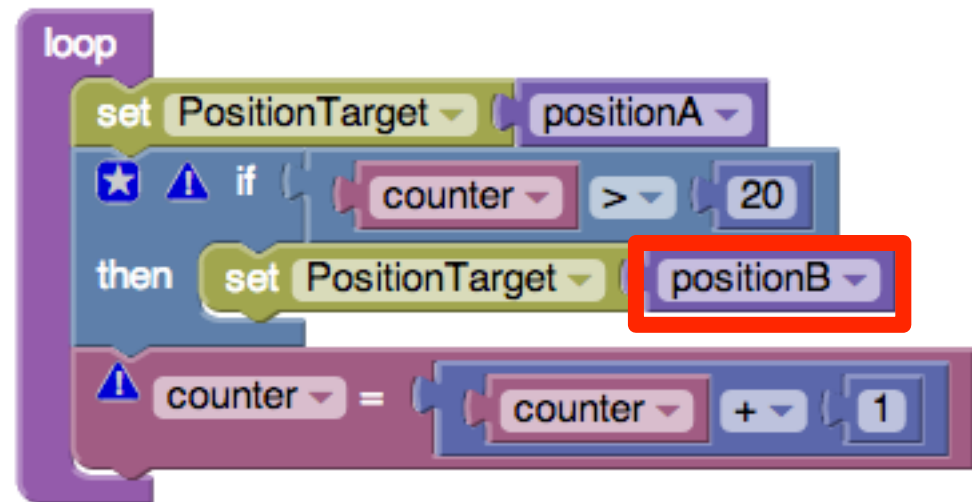 loop
set PositionTarget positionA
if counter > 20
then set PositionTarget positionB
counter = counter + 1